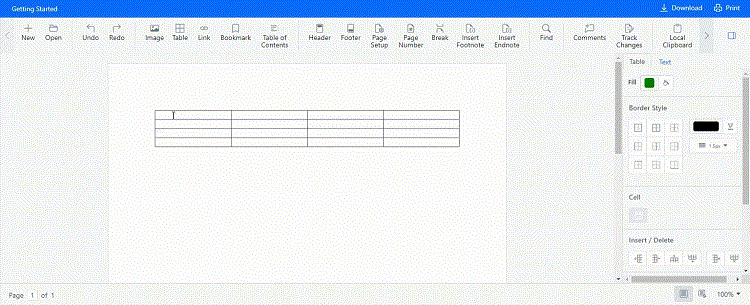 Getting Started
Download Print
New Open Undo Redo Image Table Link Bookmark Table of Contents Header Footer Page Setup Page Number Break Insert Footnote Insert Endnote Find Comments Track Changes Local Clipboard
Table Text
Fill
Border Style
1.5px
Cell
Insert / Delete
Page 1 of 1
100%